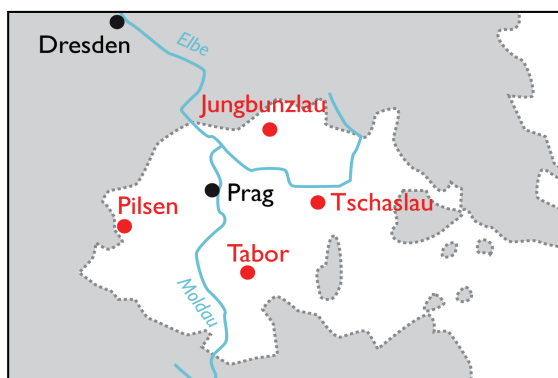 Dresden
Elbe
Jungbunzlau
Prag
Pilsen
Tschaslau
Tabor
Moldau